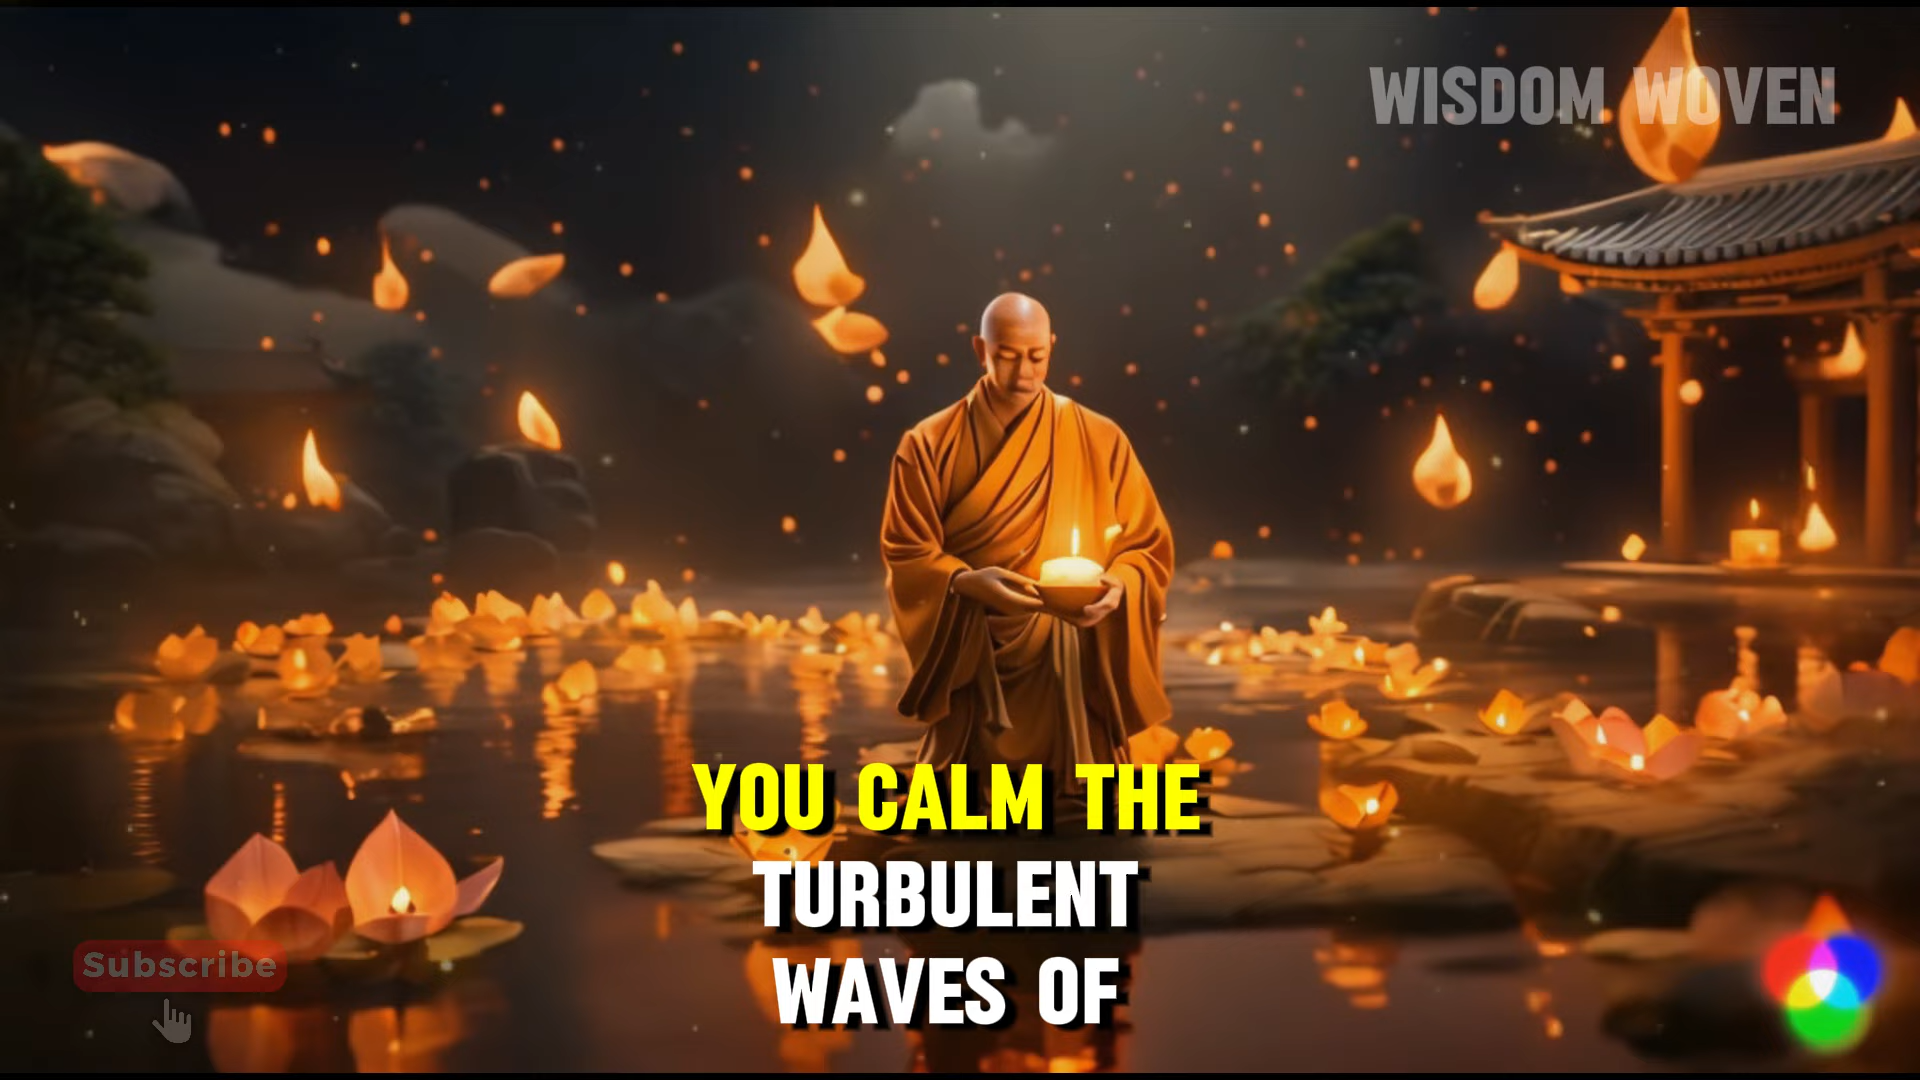 WISDOM WOVEN
YOU CALM THE
TURBULENT
WAVES OF
Subscribe